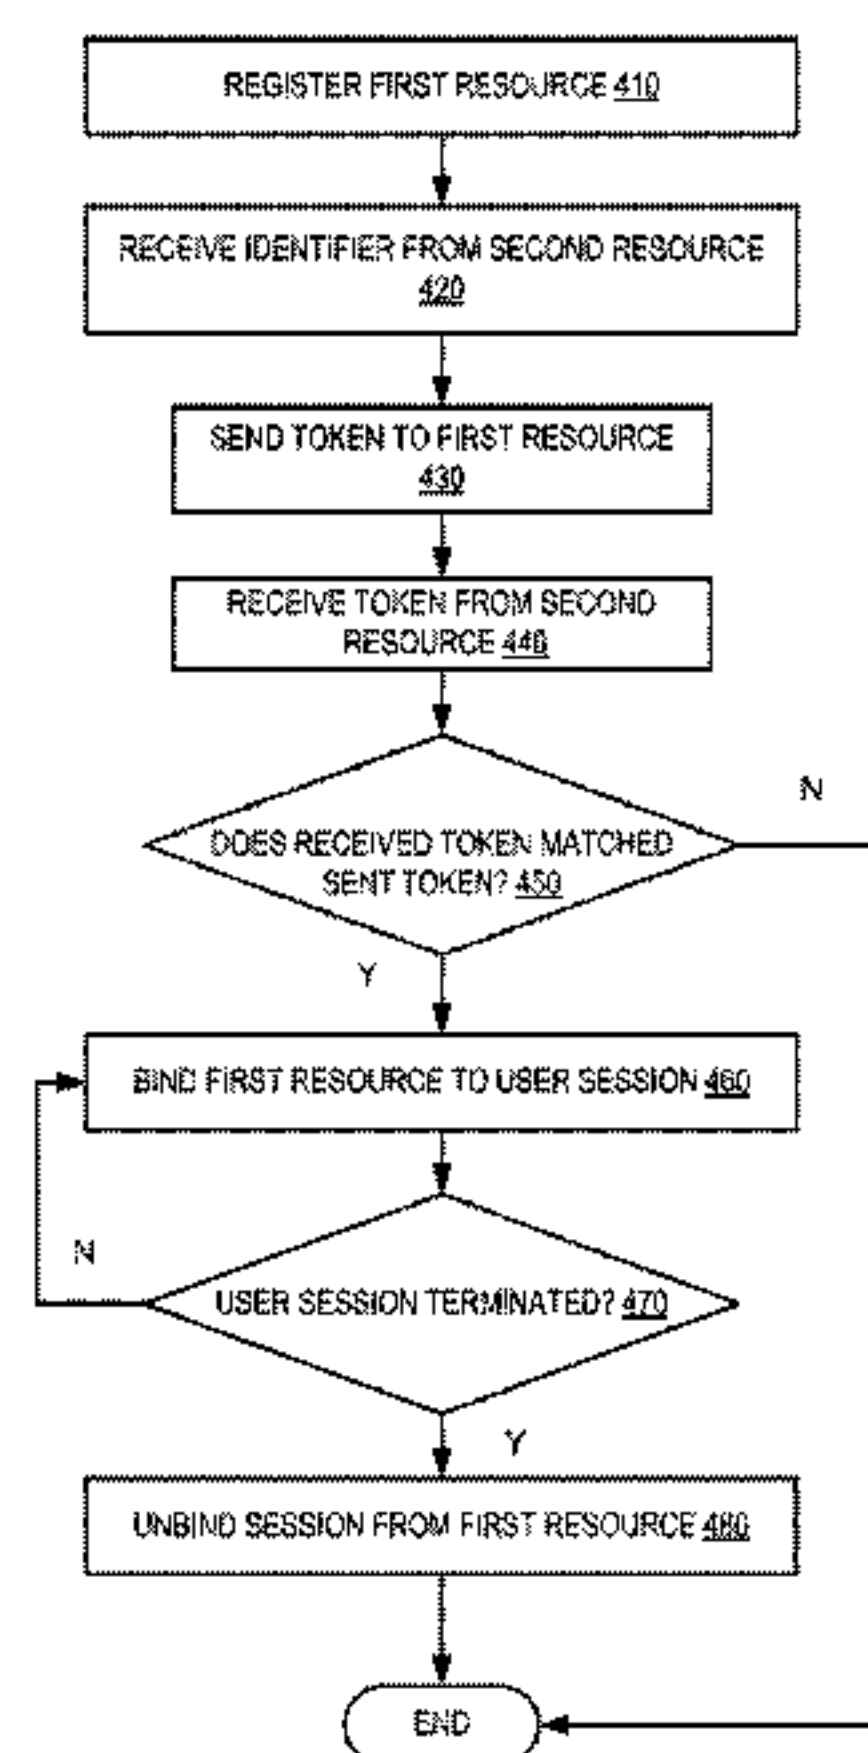 REGISTER FIRST RESOURCE 410
RECEIVE IDENTIFIER FROM SECOND RESOURCE
420
SEND TOKEN TO FIRST RESOURCE
430
RECEIVE TOKEN FROM SECOND
RESOURCE 440
N
DOES RECEIVED TOKEN MATCHED
SENT TOKEN? 450
Y
BIND FIRST RESOURCE TO USER SESSION 460
N
USER SESSION TERMINATED? 470
Y
UNBIND SESSION FROM FIRST RESOURCE 480
END